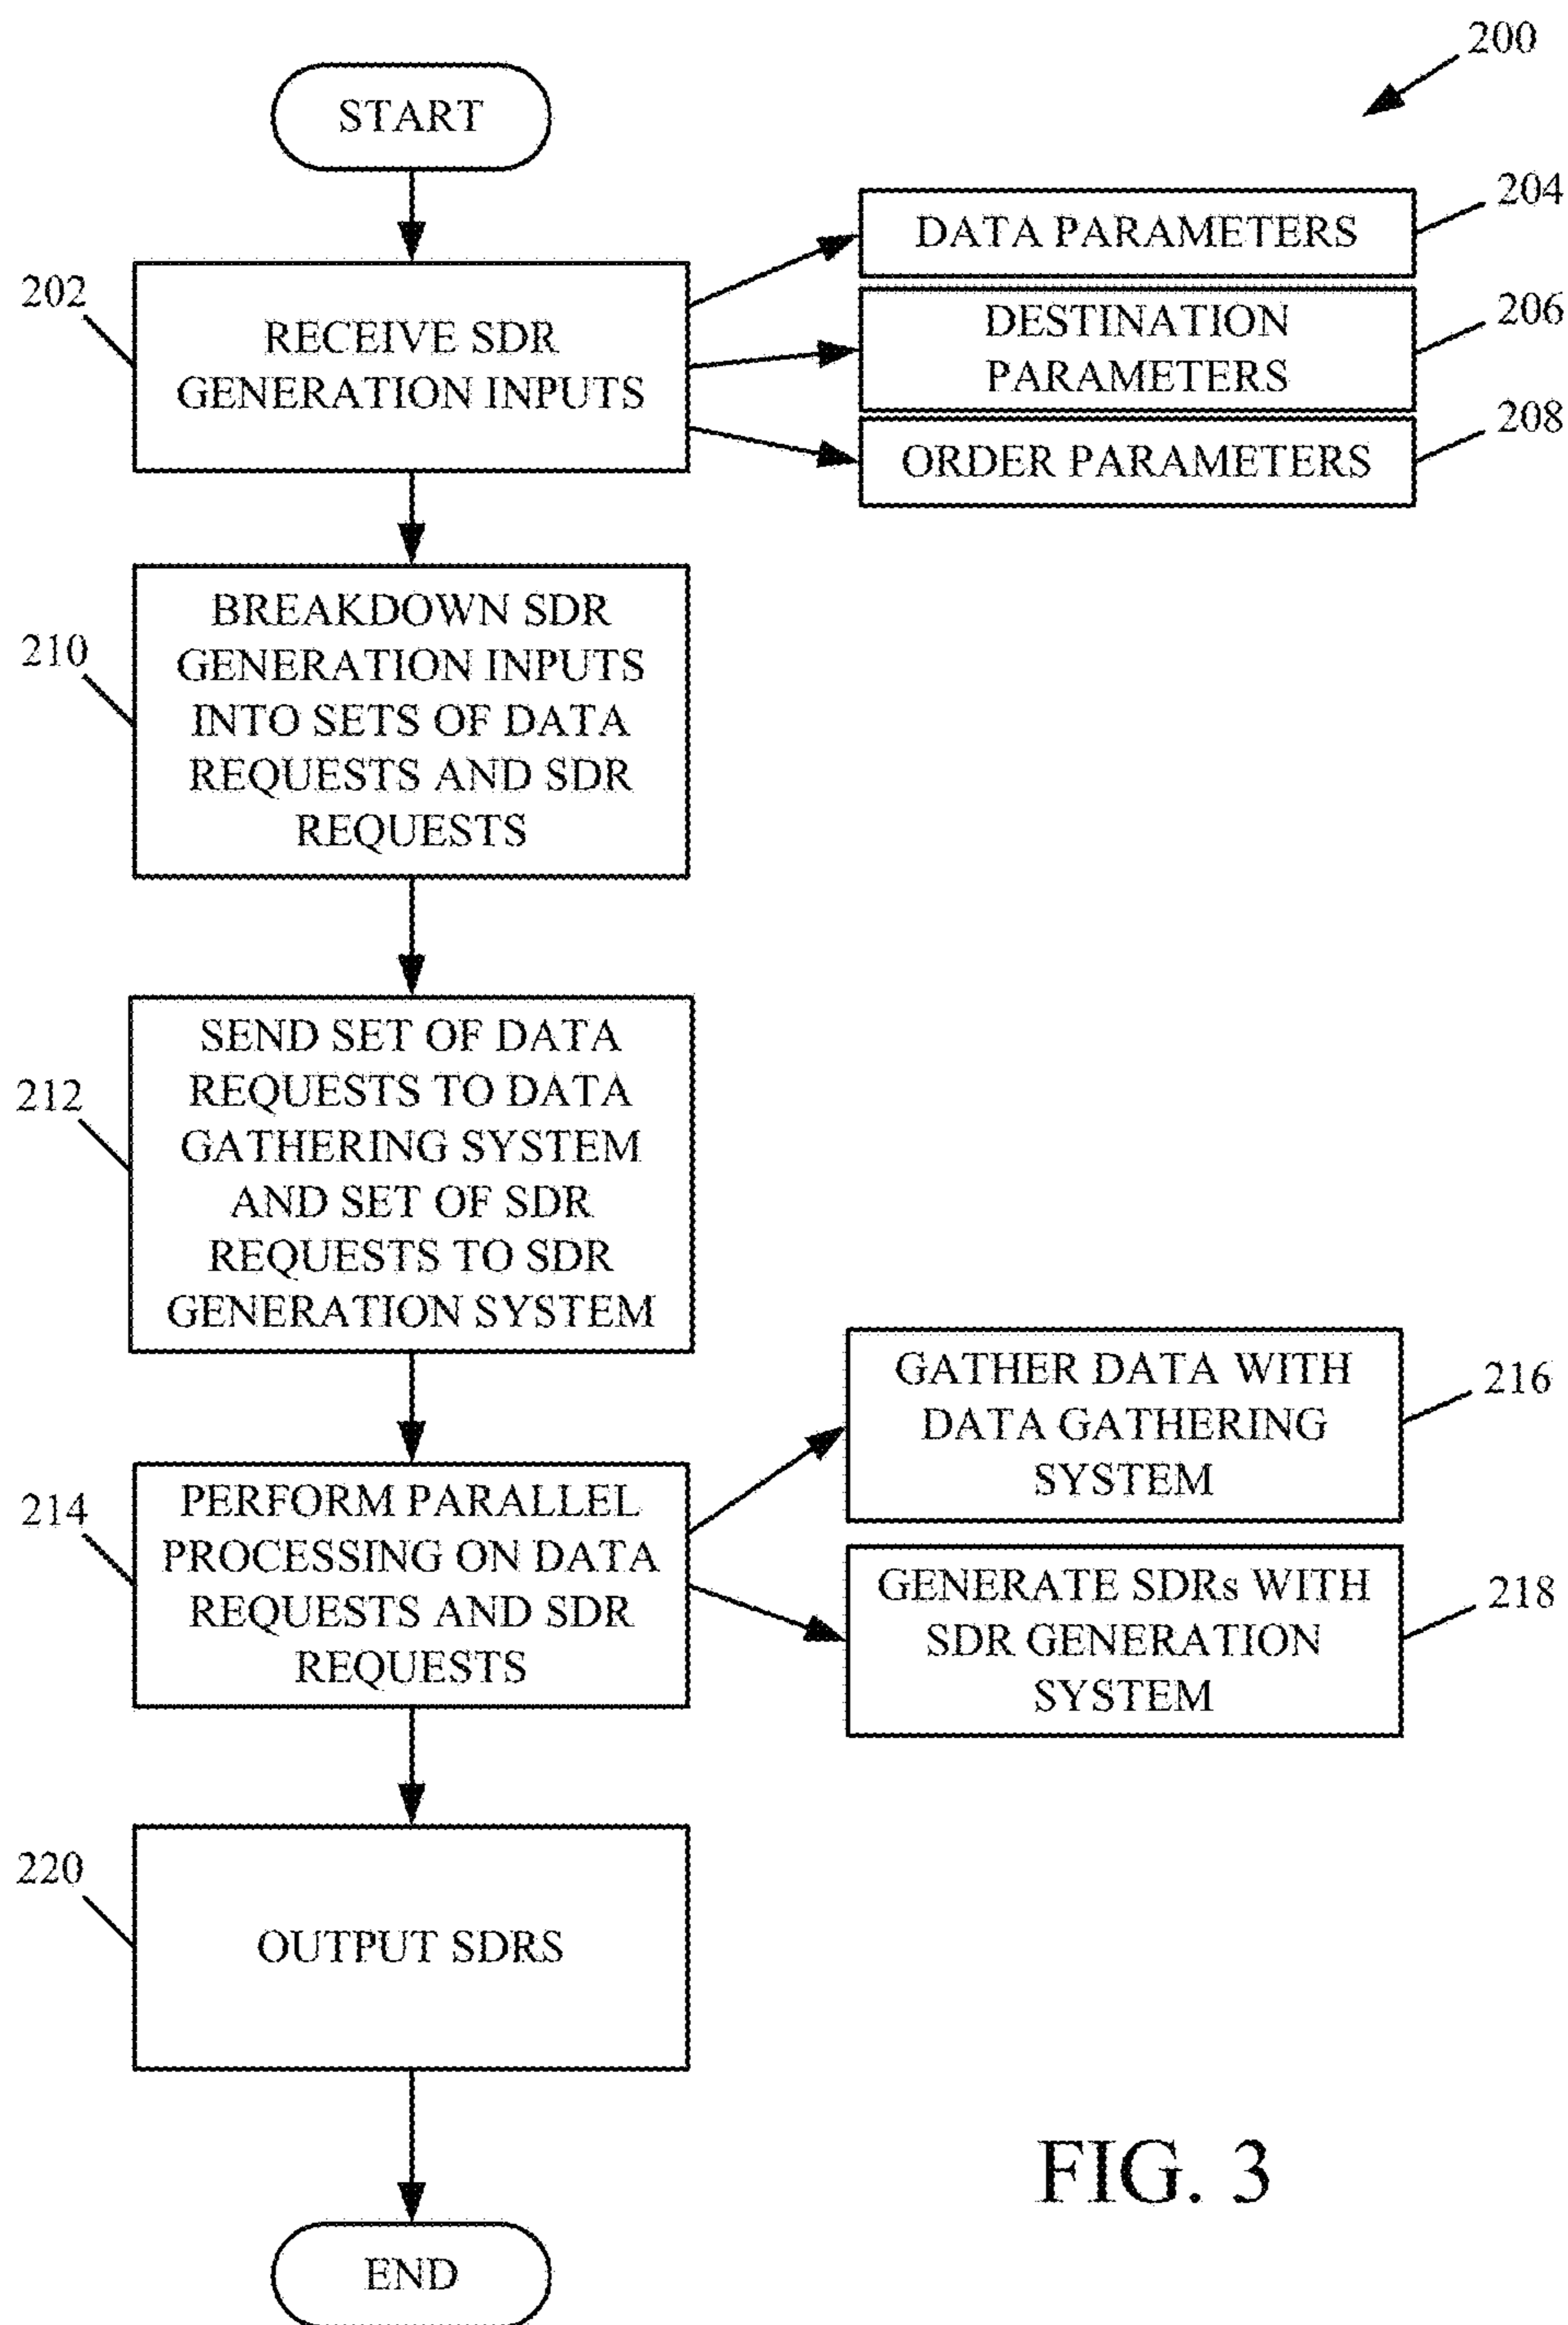 200
START
204
DATA PARAMETERS
202
RECEIVE SDR
GENERATION INPUTS
206
DESTINATION
PARAMETERS
208
ORDER PARAMETERS
210
BREAKDOWN SDR
GENERATION INPUTS
INTO SETS OF DATA
REQUESTS AND SDR
REQUESTS
212
SEND SET OF DATA
REQUESTS TO DATA
GATHERING SYSTEM
AND SET OF SDR
REQUESTS TO SDR
GENERATION SYSTEM
214
PERFORM PARALLEL
PROCESSING ON DATA
REQUESTS AND SDR
REQUESTS
216
GATHER DATA WITH
DATA GATHERING
SYSTEM
218
GENERATE SDRs WITH
SDR GENERATION
SYSTEM
220
OUTPUT SDRS
END
FIG. 3